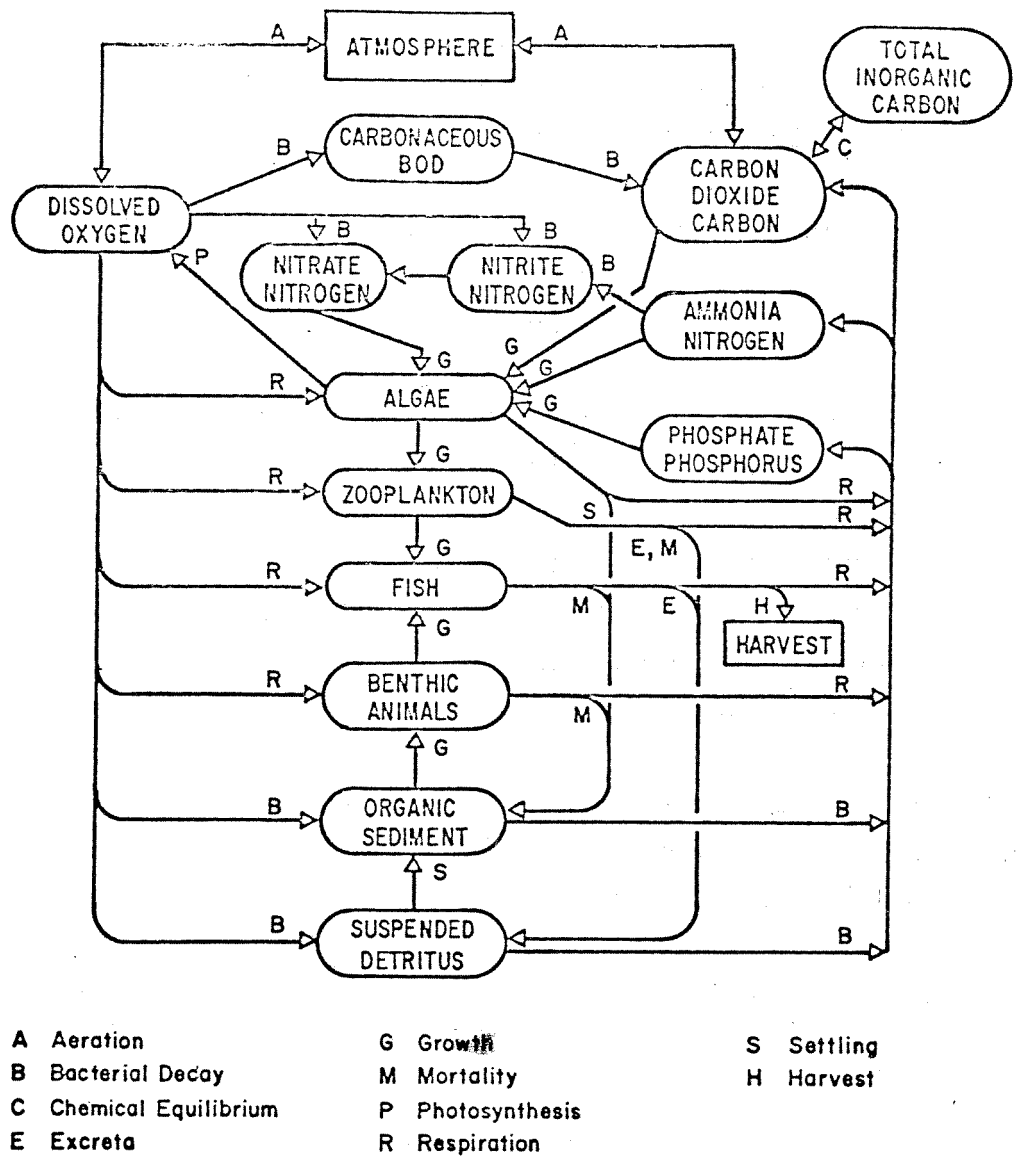 A
ATMOSPHERE
A
TOTAL
INORGANIC
CARBON
C
CARBONACEOUS
BOD
B
B
CARBON
DIOXIDE
CARBON
DISSOLVED
OXYGEN
P
B
B
B
NITRATE
NITROGEN
NITRITE
NITROGEN
AMMONIA
NITROGEN
G
G
G
G
R
ALGAE
PHOSPHATE
PHOSPHORUS
G
R
ZOOPLANKTON
R
S
R
E, M
G
R
FISH
M
E
H
R
HARVEST
G
R
BENTHIC
ANIMALS
M
R
G
B
ORGANIC
SEDIMENT
B
S
B
SUSPENDED
DETRITUS
B
A Aeration
B Bacterial Decay
C Chemical Equilibrium
E Excreta
G Growth
M Mortality
P Photosynthesis
R Respiration
S Settling
H Harvest